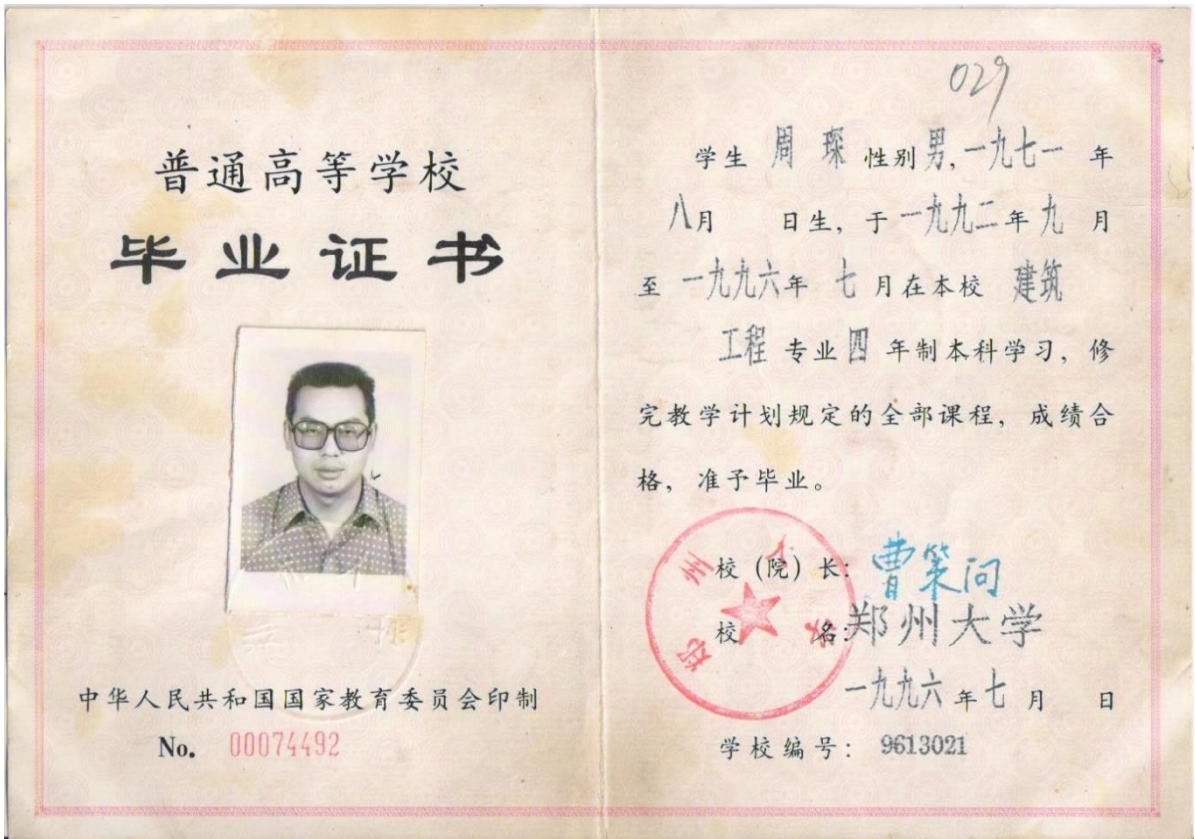 普通高等学校
毕业证书
中华人民共和国国家教育委员会印制
No. 00074492
029
学生 周琛 性别男,一九七一 年
八月 日生, 于一九九二年九 月
至 一九九六年 七 月在本校 建筑
工程 专业四 年制本科学习, 修
完教学计划规定的全部课程, 成绩合
格, 准予毕业。
校(院)长: 曹策问
校 名: 郑州大学
一九九六 年七 月 日
学校编号: 9613021
郑州大学